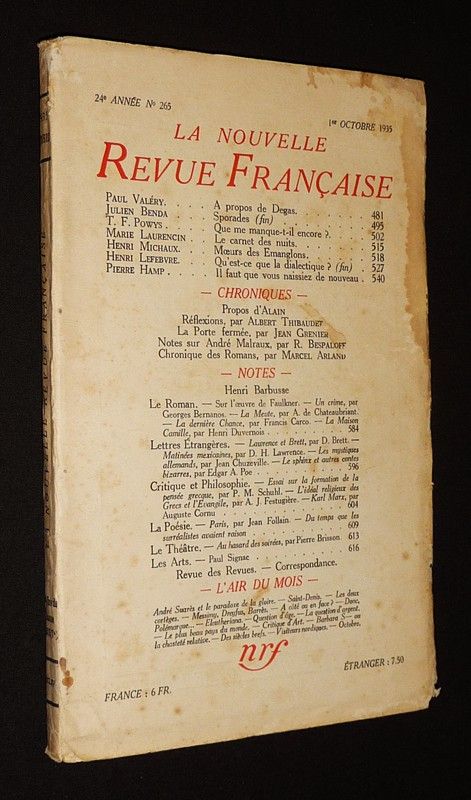 24e ANNÉE No 265
1er OCTOBRE 1935
LA NOUVELLE
REVUE FRANÇAISE
PAUL VALÉRY. . . . A propos de Degas. . . . . . . 481
JULIEN BENDA . . . Sporades (fin) . . . . . . . 495
T. F. POWYS . . . . Que me manque-t-il encore ? . . . . . 502
MARIE LAURENCIN . Le carnet des nuits. . . . . . 515
HENRI MICHAUX. . . Mœurs des Emanglons. . . . . . 518
HENRI LEFEBVRE. . . Qu'est-ce que la dialectique ? (fin) . 527
PIERRE HAMP . . . . Il faut que vous naissiez de nouveau . 540
— CHRONIQUES —
Propos d'ALAIN
Réflexions, par ALBERT THIBAUDET
La Porte fermée, par JEAN GRENIER
Notes sur André Malraux, par R. BESPALOFF
Chronique des Romans, par MARCEL ARLAND
— NOTES —
Henri Barbusse
Le Roman. — Sur l'œuvre de Faulkner. — Un crime, par
Georges Bernanos. — La Meute, par A. de Chateaubriant.
— La dernière Chance, par Francis Carco. — La Maison
Camille, par Henri Duvernois . . . . . . . . 584
Lettres Étrangères. — Lawrence et Brett, par D. Brett. —
Matinées mexicaines, par D. H. Lawrence. — Les mystiques
allemands, par Jean Chuzeville. — Le sphinx et autres contes
bizarres, par Edgar A. Poe . . . . . . . . . 596
Critique et Philosophie. — Essai sur la formation de la
pensée grecque, par P. M. Schuhl. — L'idéal religieux des
Grecs et l'Évangile, par A. J. Festugière. — Karl Marx, par
Auguste Cornu . . . . . . . . . . . 604
La Poésie. — Paris, par Jean Follain. — Du temps que les
surréalistes avaient raison . . . . . . . . . 609
Le Théâtre. — Au hasard des soirées, par Pierre Brisson 613
Les Arts. — Paul Signac . . . . . . . . . 616
Revue des Revues. — Correspondance.
— L'AIR DU MOIS —
André Suarès et le paradoxe de la gloire. — Saint-Denis. — Les deux
cortèges. — Messieurs, Dreyfus, Barrès. — A côté ou en face ? — Donc,
Polémarque... — Eleutheriana. — Question d'âge. — La question d'argent.
— Le plus beau pays du monde. — Critique d'Art. — Barbara S— ou
la chasteté relative. — Des siècles brefs. — Visiteurs nordiques. — Octobre.
nrf
FRANCE : 6 FR.
ÉTRANGER : 7.50